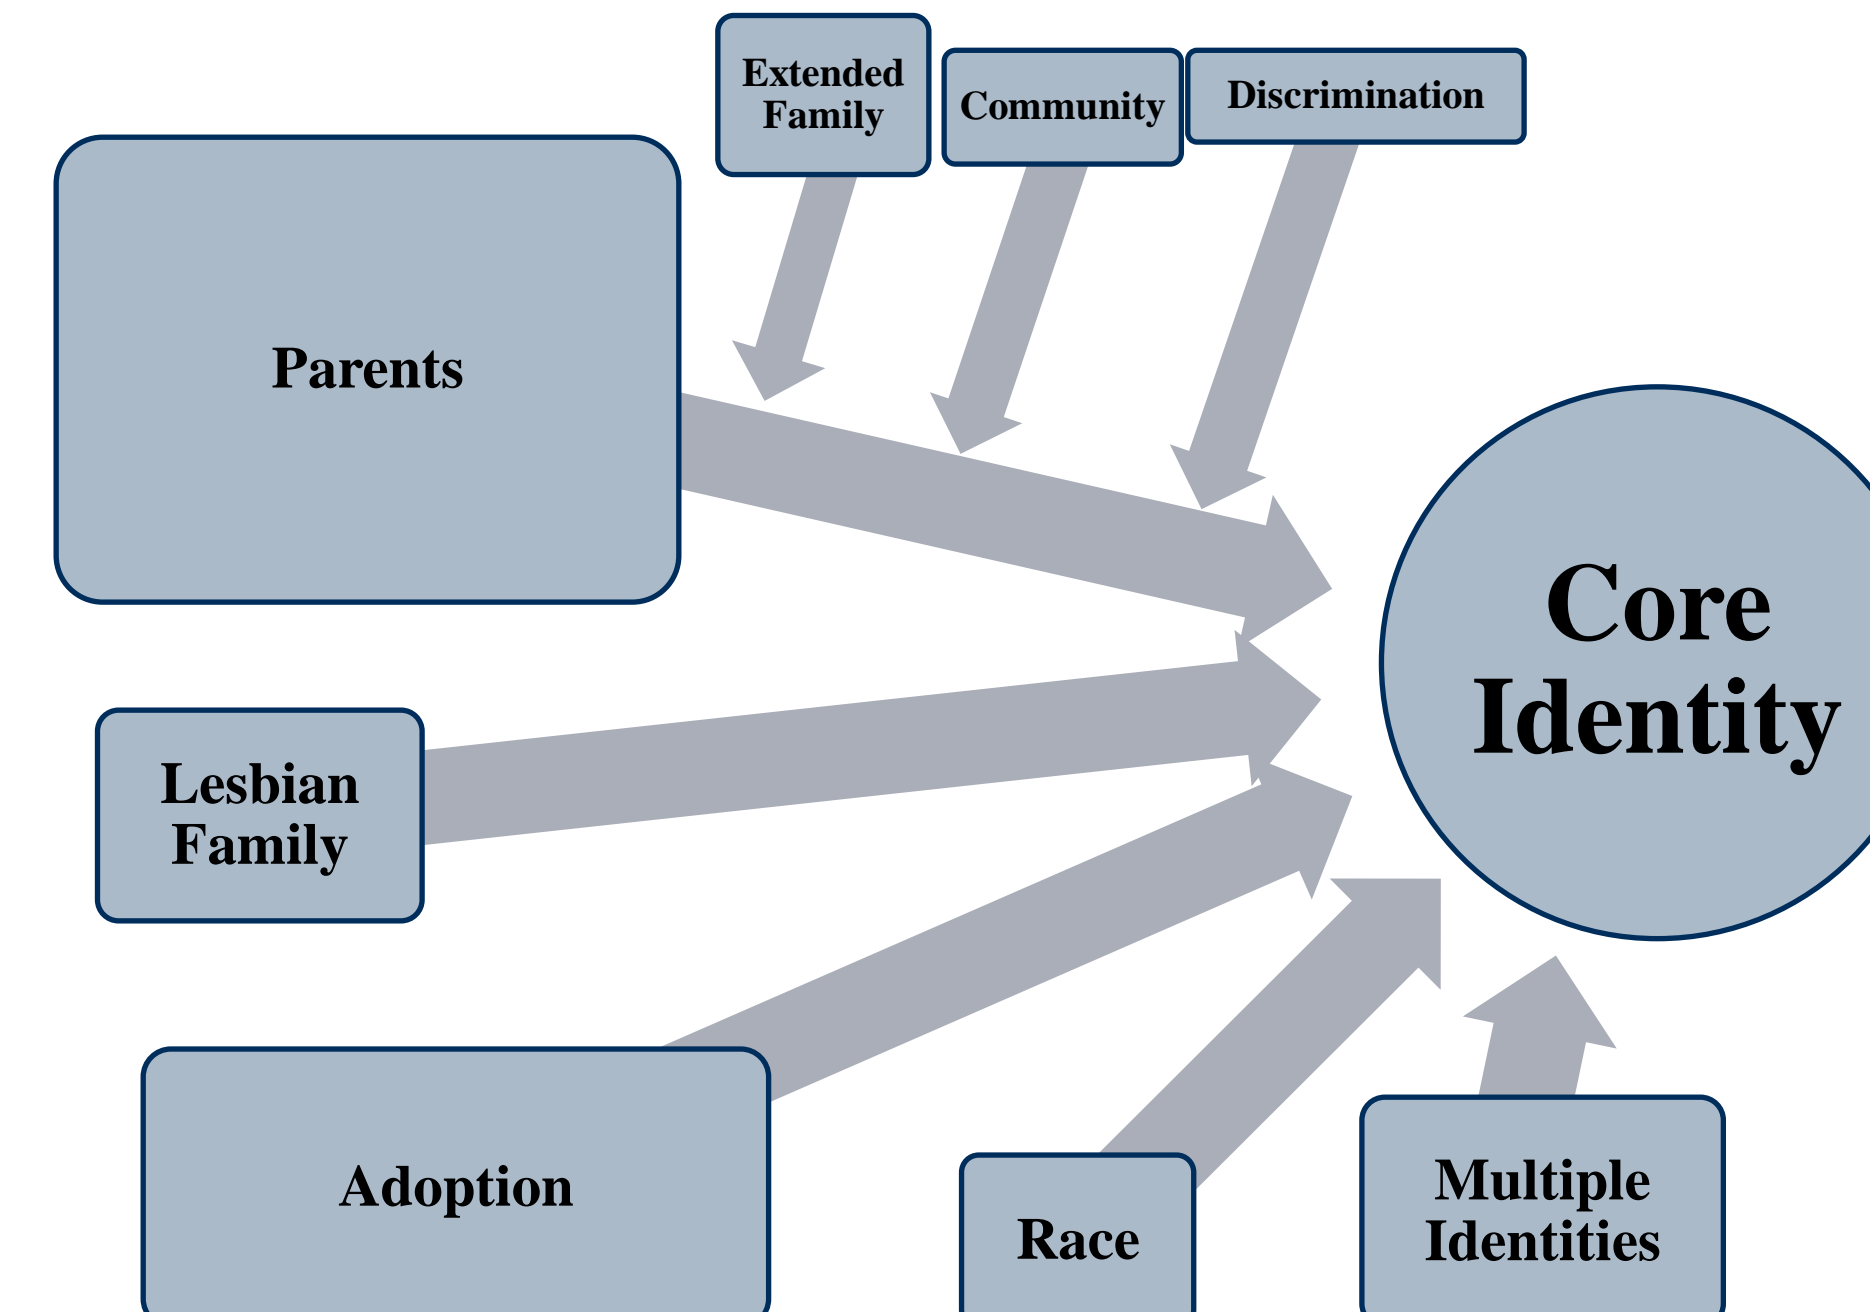 Extended
Family
Community
Discrimination
Parents
Core
Identity
Lesbian
Family
Adoption
Race
Multiple
Identities